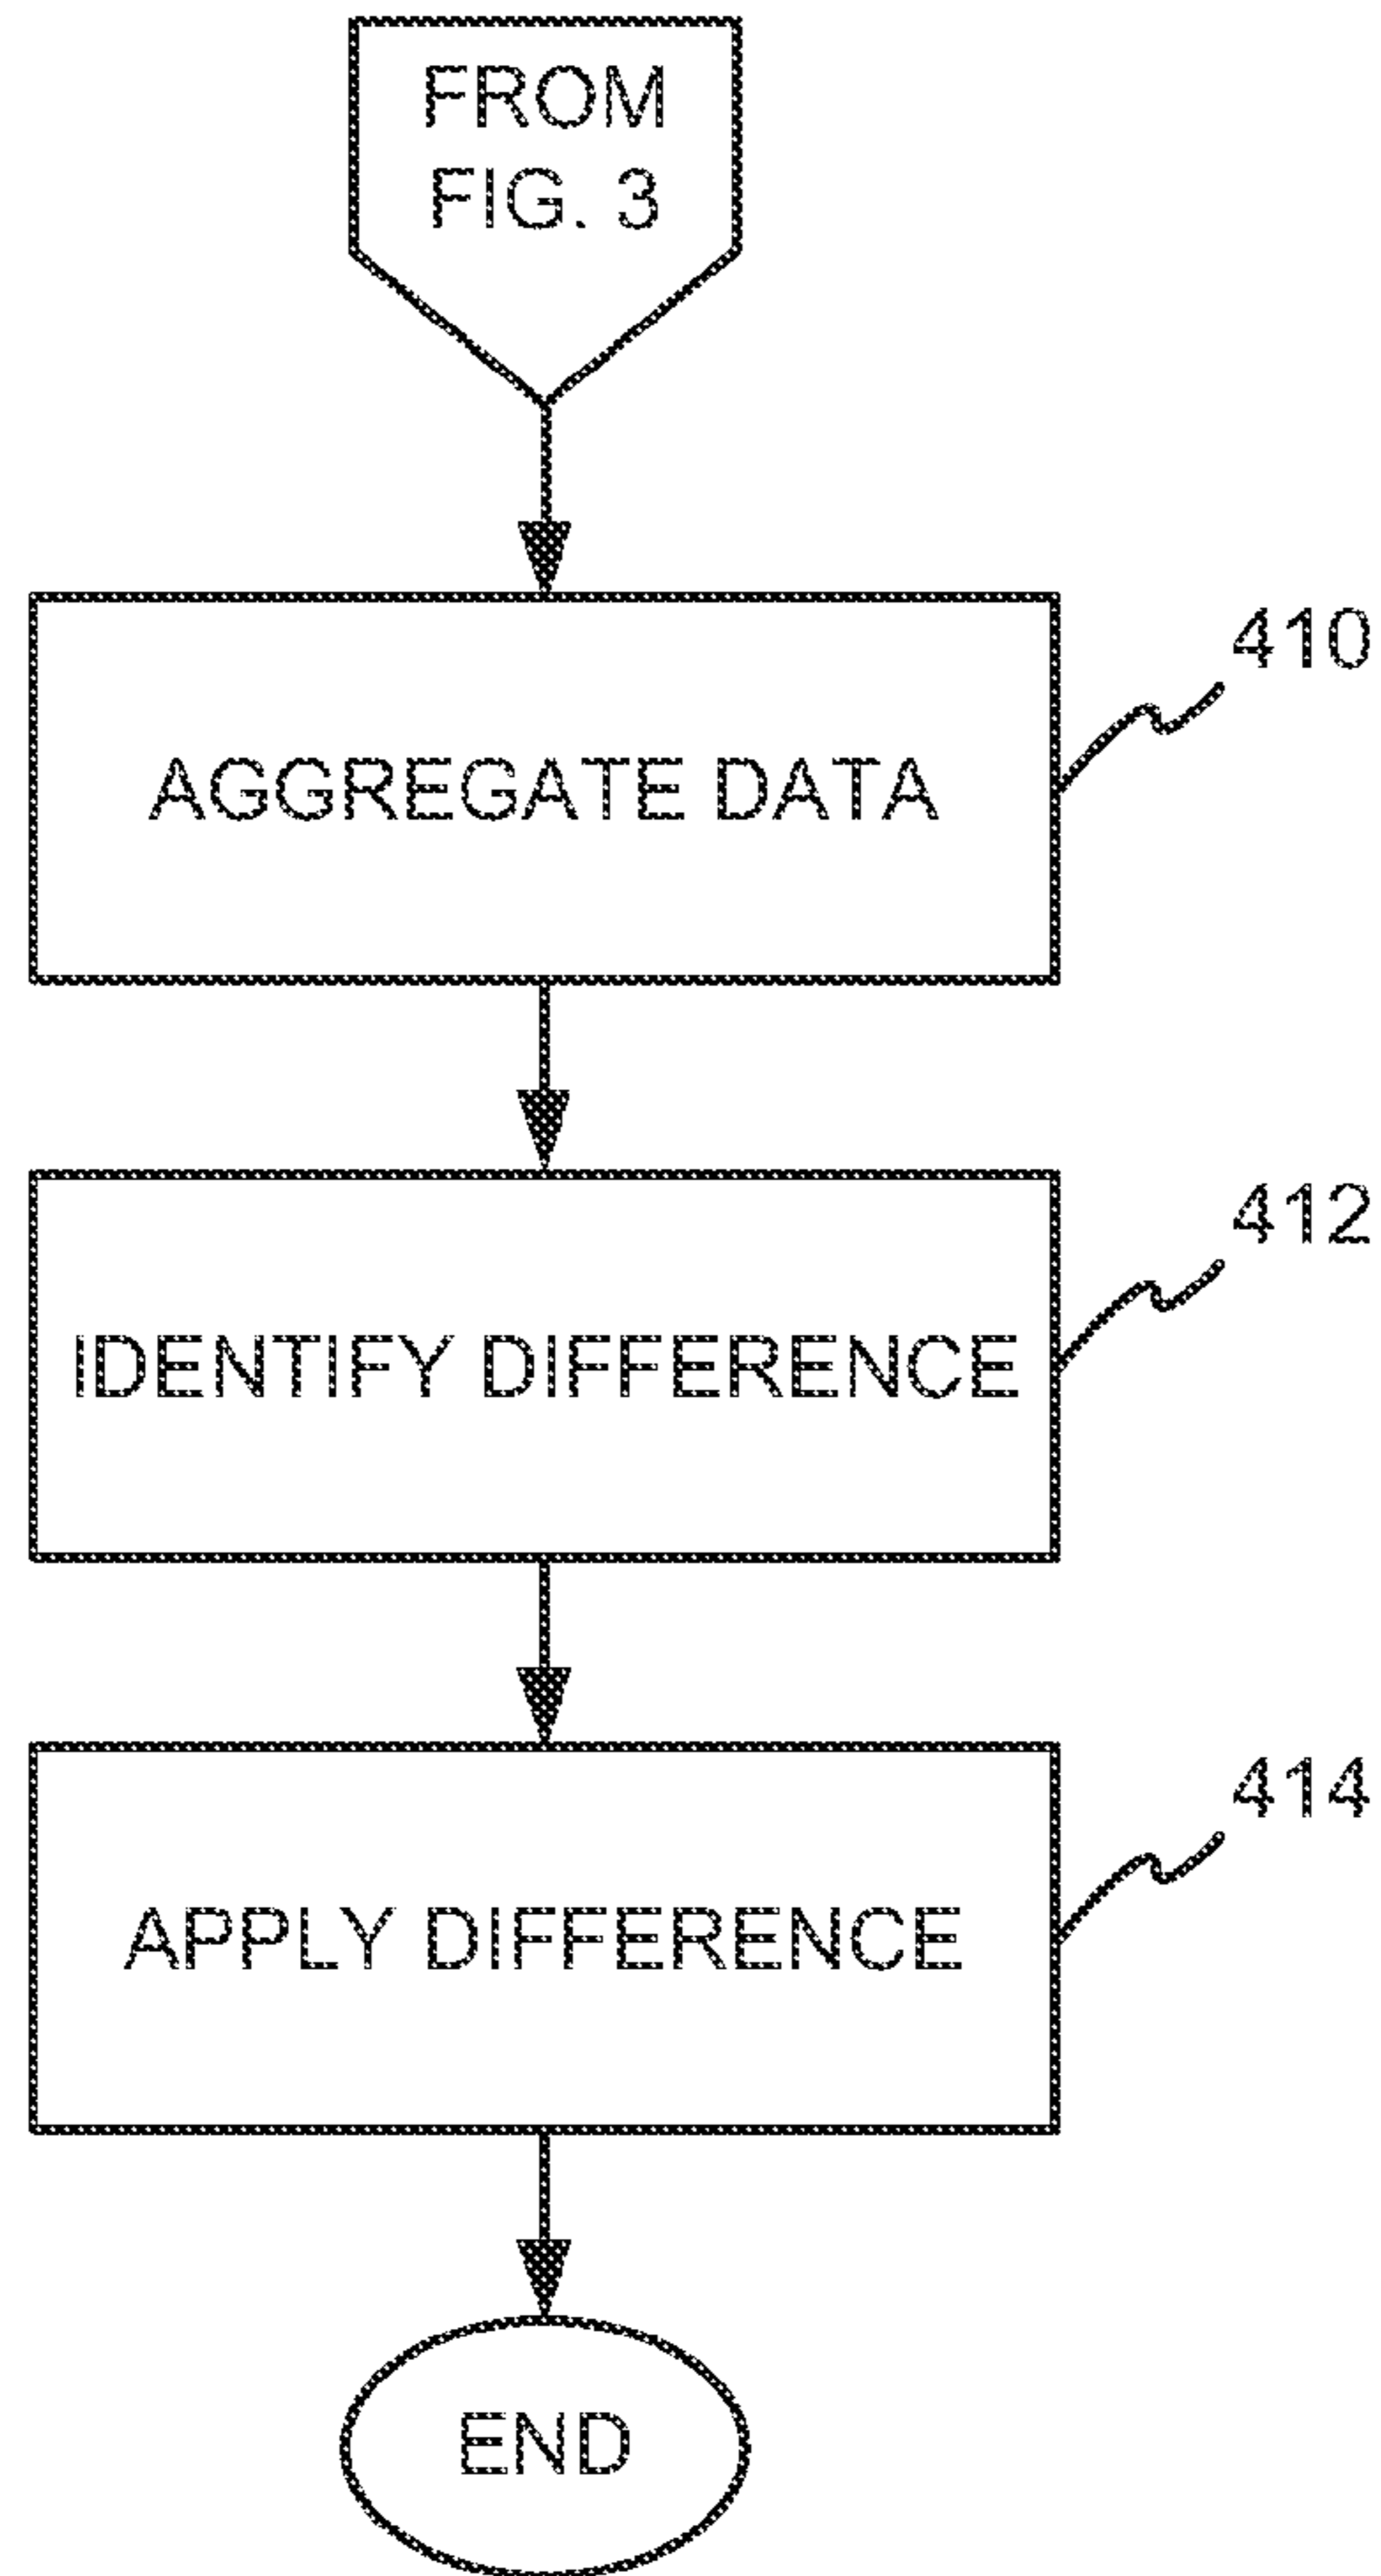 FROM
FIG. 3
410
AGGREGATE DATA
412
IDENTIFY DIFFERENCE
414
APPLY DIFFERENCE
END